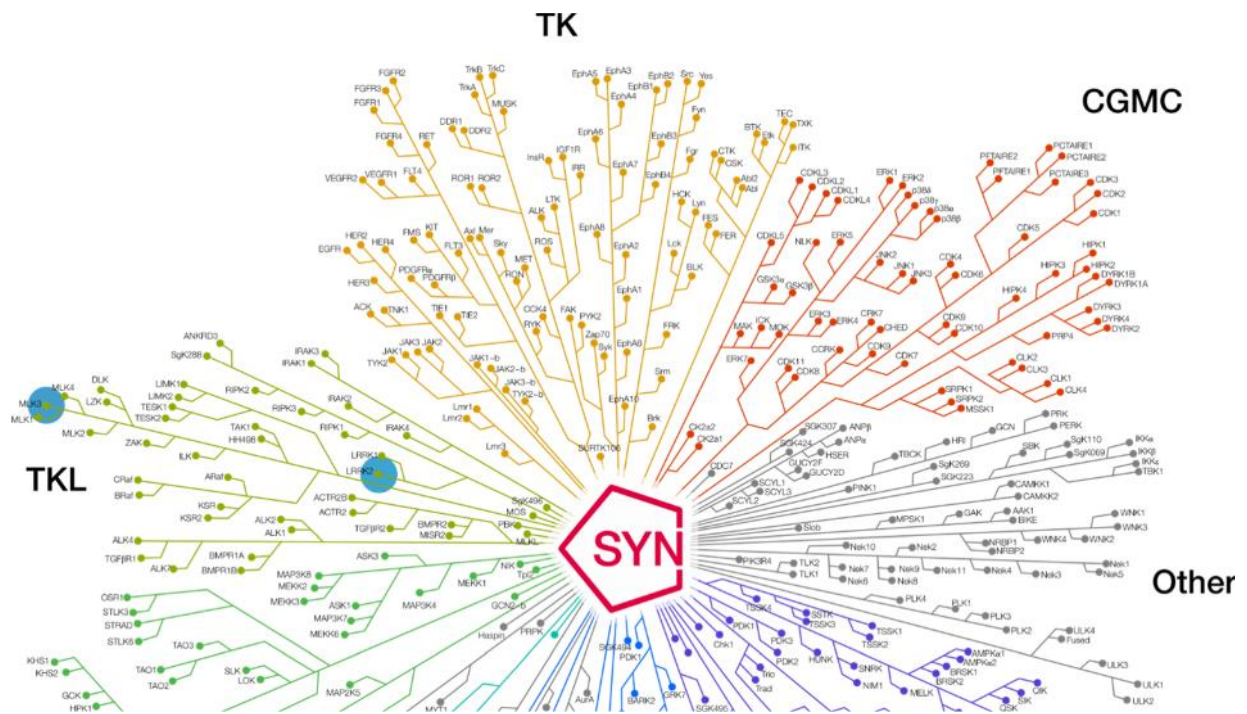 TK
CGMC
TKL
Other
SYN
FGFR2
FGFR3
FGFR1
FGFR4
TrkB
TrkC
TrkA
MUSK
DDR1
DDR2
RET
VEGFR2
VEGFR1
FLT4
ROR1
ROR2
InsR
IGF1R
IRR
LTK
ALK
ROS
EphA5
EphA3
EphA4
EphA6
EphA7
EphA8
EphA2
EphA1
EphA10
EphB2
EphB1
EphB3
EphB4
Src
Yes
Fyn
Fgr
HCK
Lyn
Lck
BLK
FRK
Srm
Brk
CTK
CSK
Abl2
Abl
FES
FER
TEC
BTK
TXK
Etk
ITK
HER2
EGFR
HER4
HER3
FMS
KIT
FLT3
PDGFRα
PDGFRβ
Axl
Mer
Sky
MET
RON
ACK
TNK1
TIE1
TIE2
CCK4
RYK
FAK
PYK2
Zap70
Syk
JAK1
JAK3
JAK2
TYK2
JAK1~b
JAK2~b
JAK3~b
TYK2~b
Lmr1
Lmr2
Lmr3
SURTK106
CDKL3
CDKL2
CDKL1
CDKL4
CDKL5
ERK1
ERK2
p38δ
p38γ
p38α
p38β
NLK
ERK5
JNK2
JNK1
JNK3
GSK3α
GSK3β
MAK
ICK
MOK
ERK3
ERK4
ERK7
PFTAIRE2
PFTAIRE1
PCTAIRE1
PCTAIRE2
PCTAIRE3
CDK3
CDK2
CDK1
CDK5
CDK4
CDK6
HIPK1
HIPK2
HIPK3
HIPK4
DYRK1B
DYRK1A
DYRK3
DYRK4
DYRK2
PRP4
CRK7
CHED
CDK9
CDK10
CCRK
CDK7
CDK11
CDK8
CLK2
CLK3
CLK1
CLK4
SRPK1
SRPK2
MSSK1
CK2a2
CK2a1
CDC7
SGK307
SGK424
ANPβ
ANPα
HSER
GUCY2F
GUCY2D
SCYL1
SCYL3
SCYL2
TBCK
HRI
GCN
PRK
PERK
SBK
SgK110
SgK069
SgK269
SGK223
PINK1
IKKα
IKKβ
IKKε
TBK1
CAMKK1
CAMKK2
Slob
MPSK1
GAK
AAK1
BIKE
WNK1
WNK3
WNK4
WNK2
NRBP1
NRBP2
PIK3R4
TLK2
TLK1
Nek10
Nek2
Nek7
Nek6
Nek9
Nek8
Nek11
Nek4
Nek3
Nek1
Nek5
PLK4
PLK1
PLK3
PLK2
ULK4
Fused
ULK3
ULK1
ULK2
ANKRD3
SgK288
IRAK3
IRAK1
IRAK2
IRAK4
RIPK2
RIPK3
RIPK1
DLK
LZK
MLK4
MLK3
MLK1
MLK2
LIMK1
LIMK2
TESK1
TESK2
ZAK
ILK
TAK1
HH498
LRRK1
LRRK2
CRaf
BRaf
ARaf
KSR
KSR2
ACTR2B
ACTR2
TGFβR2
BMPR2
MISR2
ALK2
ALK1
ALK4
TGFβR1
ALK7
BMPR1A
BMPR1B
SgK496
MOS
PBK
MLKL
ASK3
MAP3K8
MEKK2
MEKK3
ASK1
MAP3K7
MEKK6
MAP3K4
MEKK1
NIK
Tpl2
GCN2~b
OSR1
STLK3
STRAD
STLK6
TAO3
TAO1
TAO2
SLK
LOK
KHS1
KHS2
GCK
HPK1
MAP2K5
Haspin
PRPK
MYT1
AurA
SGK494
PDK1
BARK2
GRK7
SGK495
Chk1
PDK1
PDK3
PDK2
Trio
Trad
TSSK4
SSTK
TSSK3
TSSK1
TSSK2
HUNK
SNRK
NIM1
MELK
AMPKα1
AMPKα2
BRSK1
BRSK2
QIK
SIK
QSK